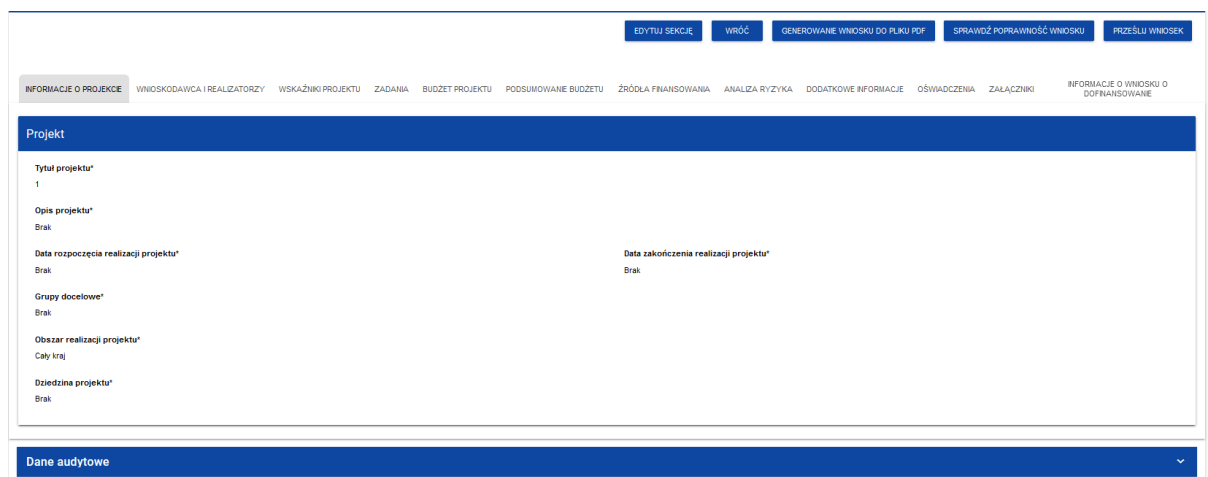 EDYTUJ SEKCJĘ WRÓĆ GENEROWANIE WNIOSKU DO PLIKU PDF SPRAWDŹ POPRAWNOŚĆ WNIOSKU PRZEŚLIJ WNIOSEK
INFORMACJE O PROJEKCIE WNIOSKODAWCA I REALIZATORZY WSKAŹNIKI PROJEKTU ZADANIA BUDŻET PROJEKTU PODSUMOWANIE BUDŻETU ŹRÓDŁA FINANSOWANIA ANALIZA RYZYKA DODATKOWE INFORMACJE OŚWIADCZENIA ZAŁĄCZNIKI INFORMACJE O WNIOSKU O
DOFINANSOWANIE
Projekt
Tytuł projektu*
1
Opis projektu*
Brak
Data rozpoczęcia realizacji projektu* Data zakończenia realizacji projektu*
Brak Brak
Grupy docelowe*
Brak
Obszar realizacji projektu*
Cały kraj
Dziedzina projektu*
Brak
Dane audytowe